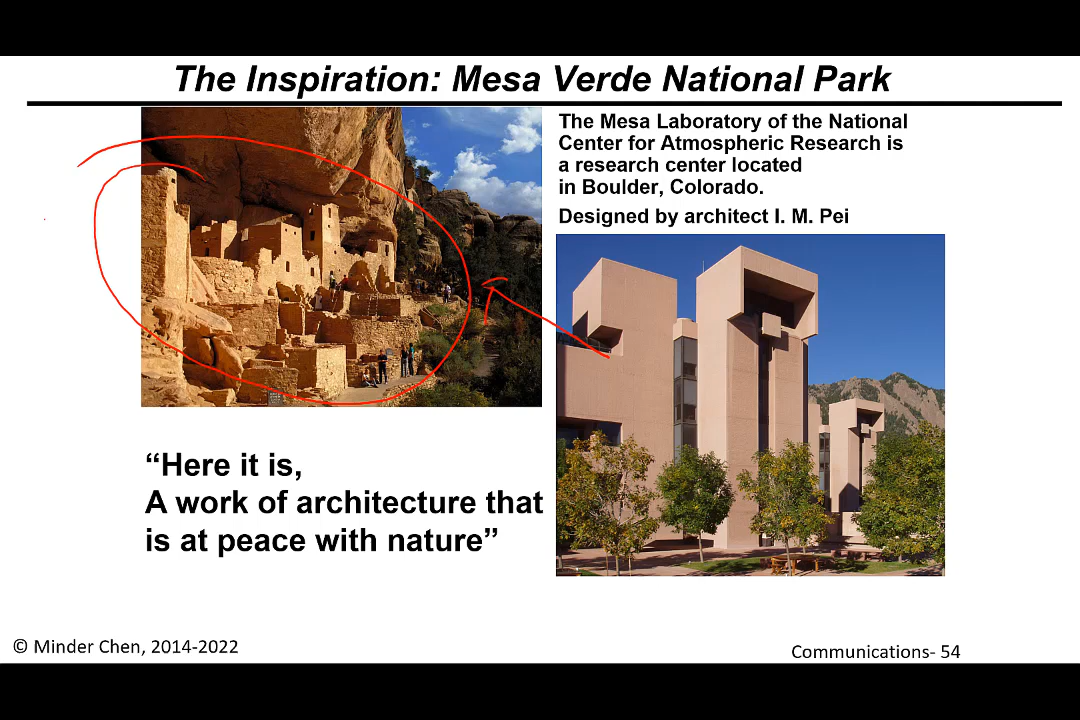 The Inspiration: Mesa Verde National Park
The Mesa Laboratory of the National
Center for Atmospheric Research is
a research center located
in Boulder, Colorado.
Designed by architect I. M. Pei
“Here it is,
A work of architecture that
is at peace with nature”
© Minder Chen, 2014-2022
Communications- 54